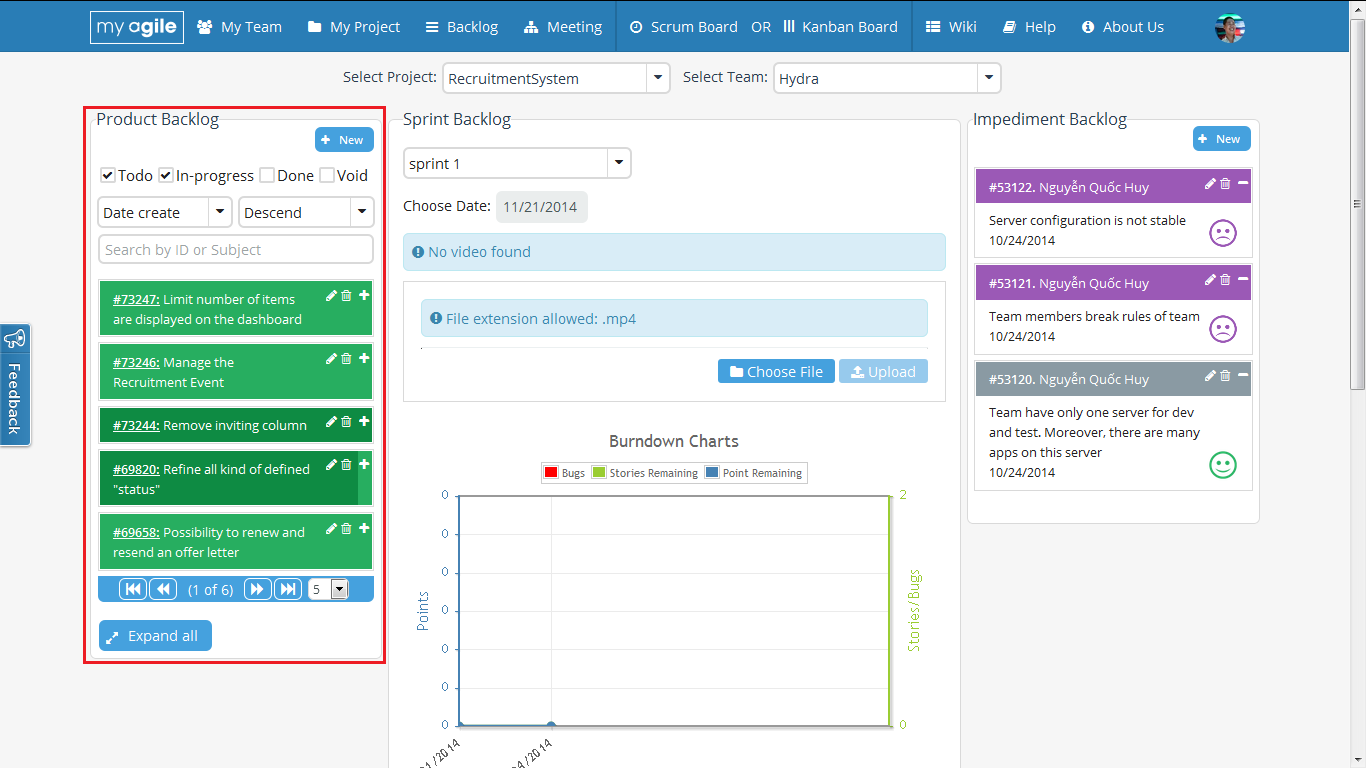 my agile
My Team
My Project
Backlog
Meeting
Scrum Board
OR
Kanban Board
Wiki
Help
About Us
Select Project:
RecruitmentSystem
Select Team:
Hydra
Product Backlog
New
Todo
In-progress
Done
Void
Date create
Descend
Search by ID or Subject
#73247: Limit number of items
are displayed on the dashboard
#73246: Manage the
Recruitment Event
#73244: Remove inviting column
#69820: Refine all kind of defined
"status"
#69658: Possibility to renew and
resend an offer letter
(1 of 6)
5
Expand all
Feedback
Sprint Backlog
sprint 1
Choose Date: 11/21/2014
No video found
File extension allowed: .mp4
Choose File
Upload
Burndown Charts
Bugs
Stories Remaining
Point Remaining
Points
0
0
0
0
0
0
0
2
0
Stories/Bugs
/2014
/2014
Impediment Backlog
New
#53122. Nguyễn Quốc Huy
Server configuration is not stable
10/24/2014
#53121. Nguyễn Quốc Huy
Team members break rules of team
10/24/2014
#53120. Nguyễn Quốc Huy
Team have only one server for dev
and test. Moreover, there are many
apps on this server
10/24/2014